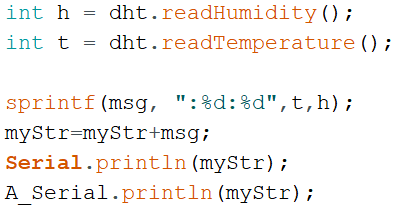 int h = dht.readHumidity();
int t = dht.readTemperature();
sprintf(msg, ":%d:%d",t,h);
myStr=myStr+msg;
Serial.println(myStr);
A_Serial.println(myStr);